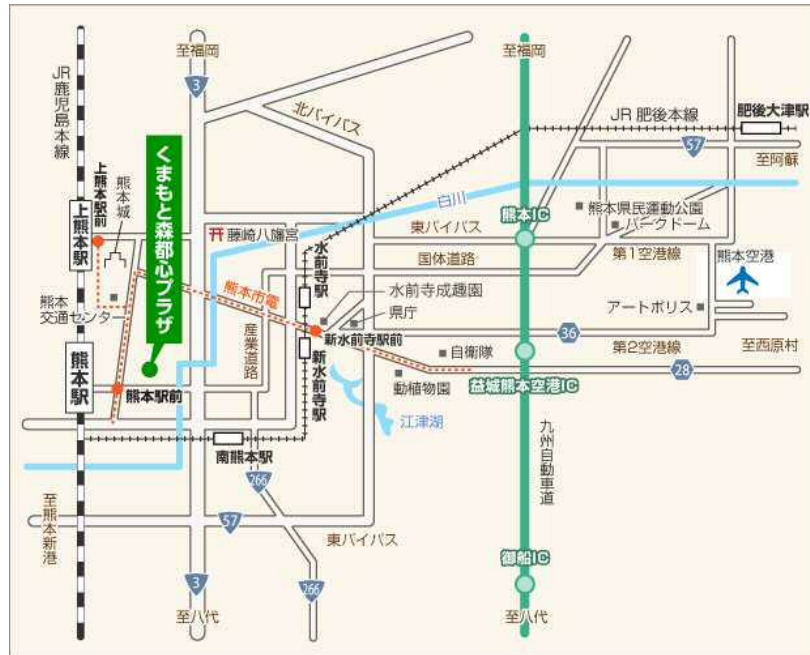 至福岡
至福岡
3
JR鹿児島本線
北バイパス
JR 肥後本線
肥後大津駅
57
至阿蘇
くまもと森都心プラザ
上熊本駅前
熊本城
上熊本駅
白川
熊本県民運動公園
パークドーム
藤崎八旛宮
水前寺駅
東バイパス
熊本IC
第1空港線
国体道路
熊本空港
熊本市電
水前寺成趣園
県庁
アートポリス
熊本
交通センター
産業道路
新水前寺駅前
36
第2空港線
至西原村
自衛隊
熊本駅
熊本駅前
新水前寺駅
動植物園
益城熊本空港IC
28
江津湖
南熊本駅
九州自動車道
266
至熊本新港
57
東バイパス
御船IC
3
266
至八代
至八代